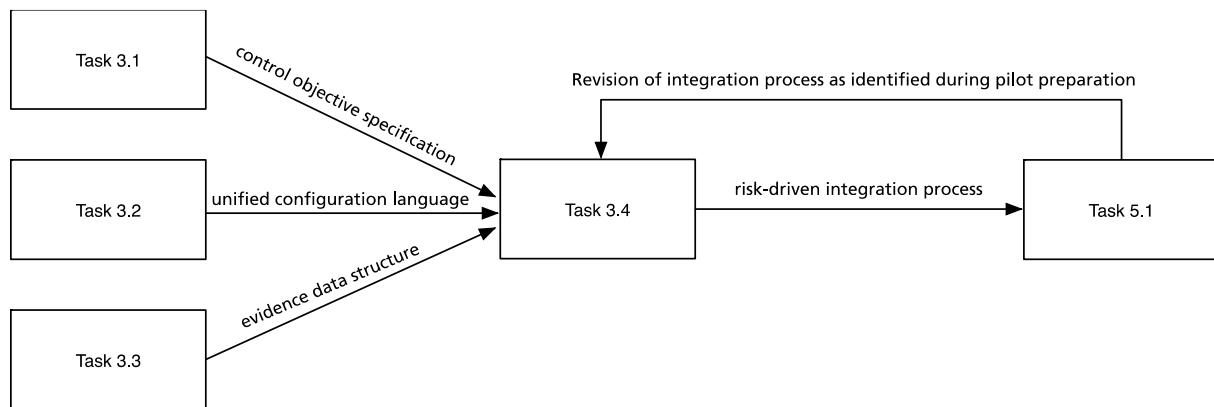 Task 3.1
control objective specification
Revision of integration process as identified during pilot preparation
Task 3.2
unified configuration language
Task 3.4
risk-driven integration process
Task 5.1
evidence data structure
Task 3.3